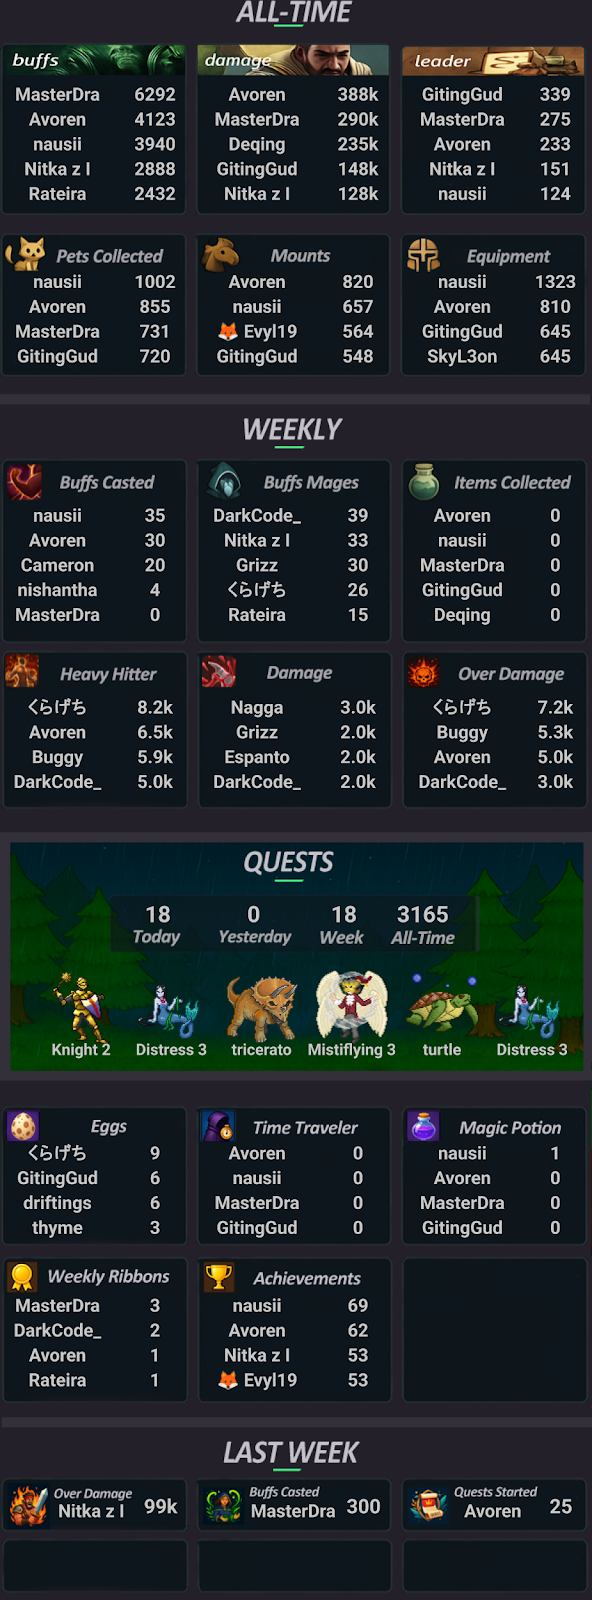 ALL-TIME
buffs
MasterDra 6292
Avoren 4123
nausii 3940
Nitka z I 2888
Rateira 2432
damage
Avoren 388k
MasterDra 290k
Deqing 235k
GitingGud 148k
Nitka z I 128k
leader
GitingGud 339
MasterDra 275
Avoren 233
Nitka z I 151
nausii 124
Pets Collected
nausii 1002
Avoren 855
MasterDra 731
GitingGud 720
Mounts
Avoren 820
nausii 657
🦊 Evyl19 564
GitingGud 548
Equipment
nausii 1323
Avoren 810
GitingGud 645
SkyL3on 645
WEEKLY
Buffs Casted
nausii 35
Avoren 30
Cameron 20
nishantha 4
MasterDra 0
Buffs Mages
DarkCode_ 39
Nitka z I 33
Grizz 30
くらげち 26
Rateira 15
Items Collected
Avoren 0
nausii 0
MasterDra 0
GitingGud 0
Deqing 0
Heavy Hitter
くらげち 8.2k
Avoren 6.5k
Buggy 5.9k
DarkCode_ 5.0k
Damage
Nagga 3.0k
Grizz 2.0k
Espanto 2.0k
DarkCode_ 2.0k
Over Damage
くらげち 7.2k
Buggy 5.3k
Avoren 5.0k
DarkCode_ 3.0k
QUESTS
18 0 18 3165
Today Yesterday Week All-Time
Knight 2 Distress 3 tricerato Mistiflying 3 turtle Distress 3
Eggs
くらげち 9
GitingGud 6
driftings 6
thyme 3
Time Traveler
Avoren 0
nausii 0
MasterDra 0
GitingGud 0
Magic Potion
nausii 1
Avoren 0
MasterDra 0
GitingGud 0
Weekly Ribbons
MasterDra 3
DarkCode_ 2
Avoren 1
Rateira 1
Achievements
nausii 69
Avoren 62
Nitka z I 53
🦊 Evyl19 53
LAST WEEK
Over Damage
Nitka z I 99k
Buffs Casted
MasterDra 300
Quests Started
Avoren 25